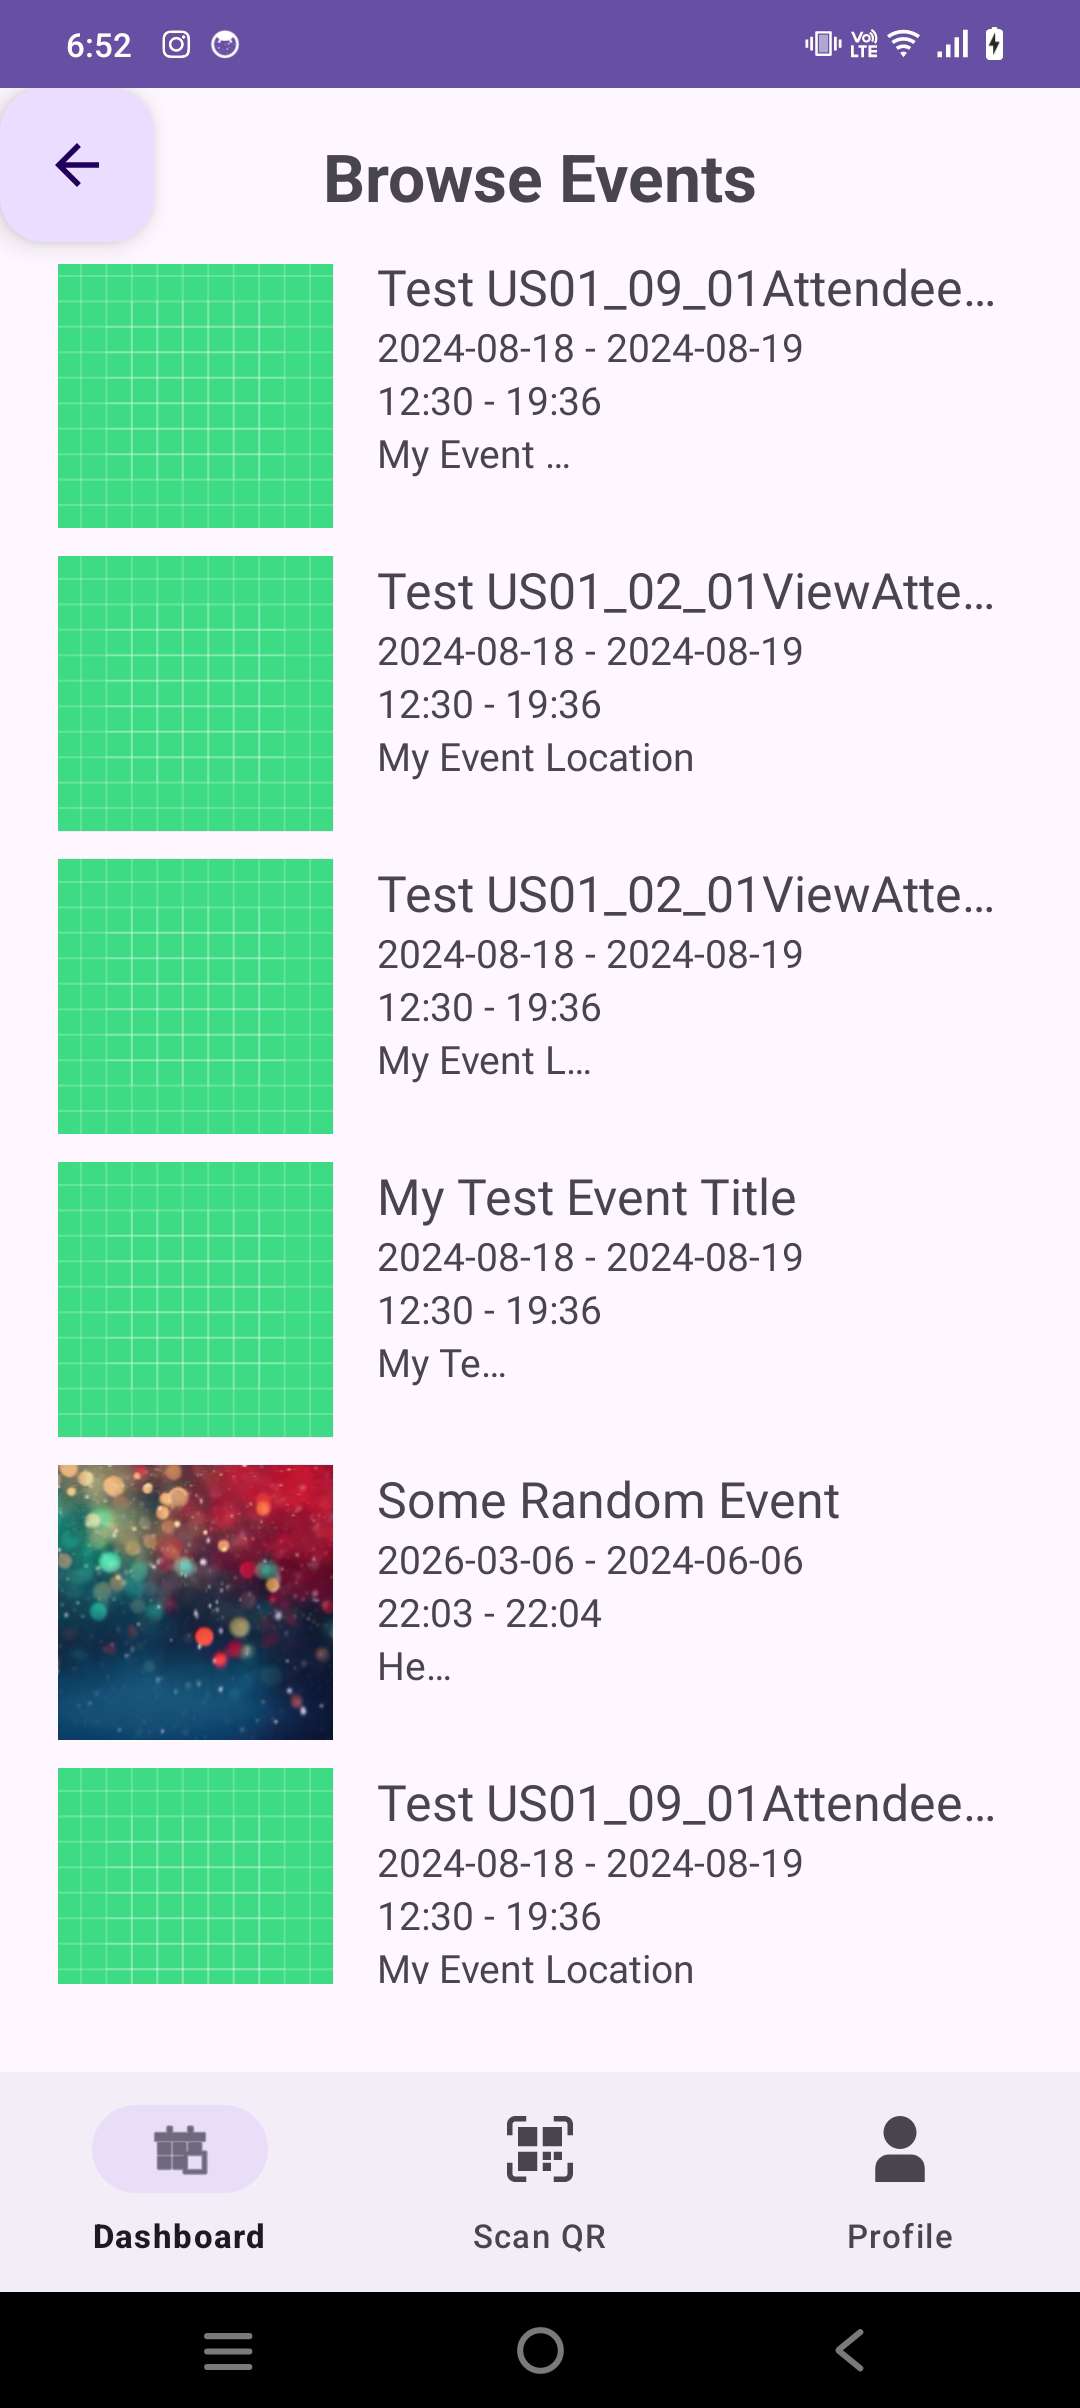 6:52
Vo)) LTE
Browse Events
Test US01_09_01Attendee...
2024-08-18 - 2024-08-19
12:30 - 19:36
My Event ...
Test US01_02_01ViewAtte...
2024-08-18 - 2024-08-19
12:30 - 19:36
My Event Location
Test US01_02_01ViewAtte...
2024-08-18 - 2024-08-19
12:30 - 19:36
My Event L...
My Test Event Title
2024-08-18 - 2024-08-19
12:30 - 19:36
My Te...
Some Random Event
2026-03-06 - 2024-06-06
22:03 - 22:04
He...
Test US01_09_01Attendee...
2024-08-18 - 2024-08-19
12:30 - 19:36
My Event Location
Dashboard
Scan QR
Profile